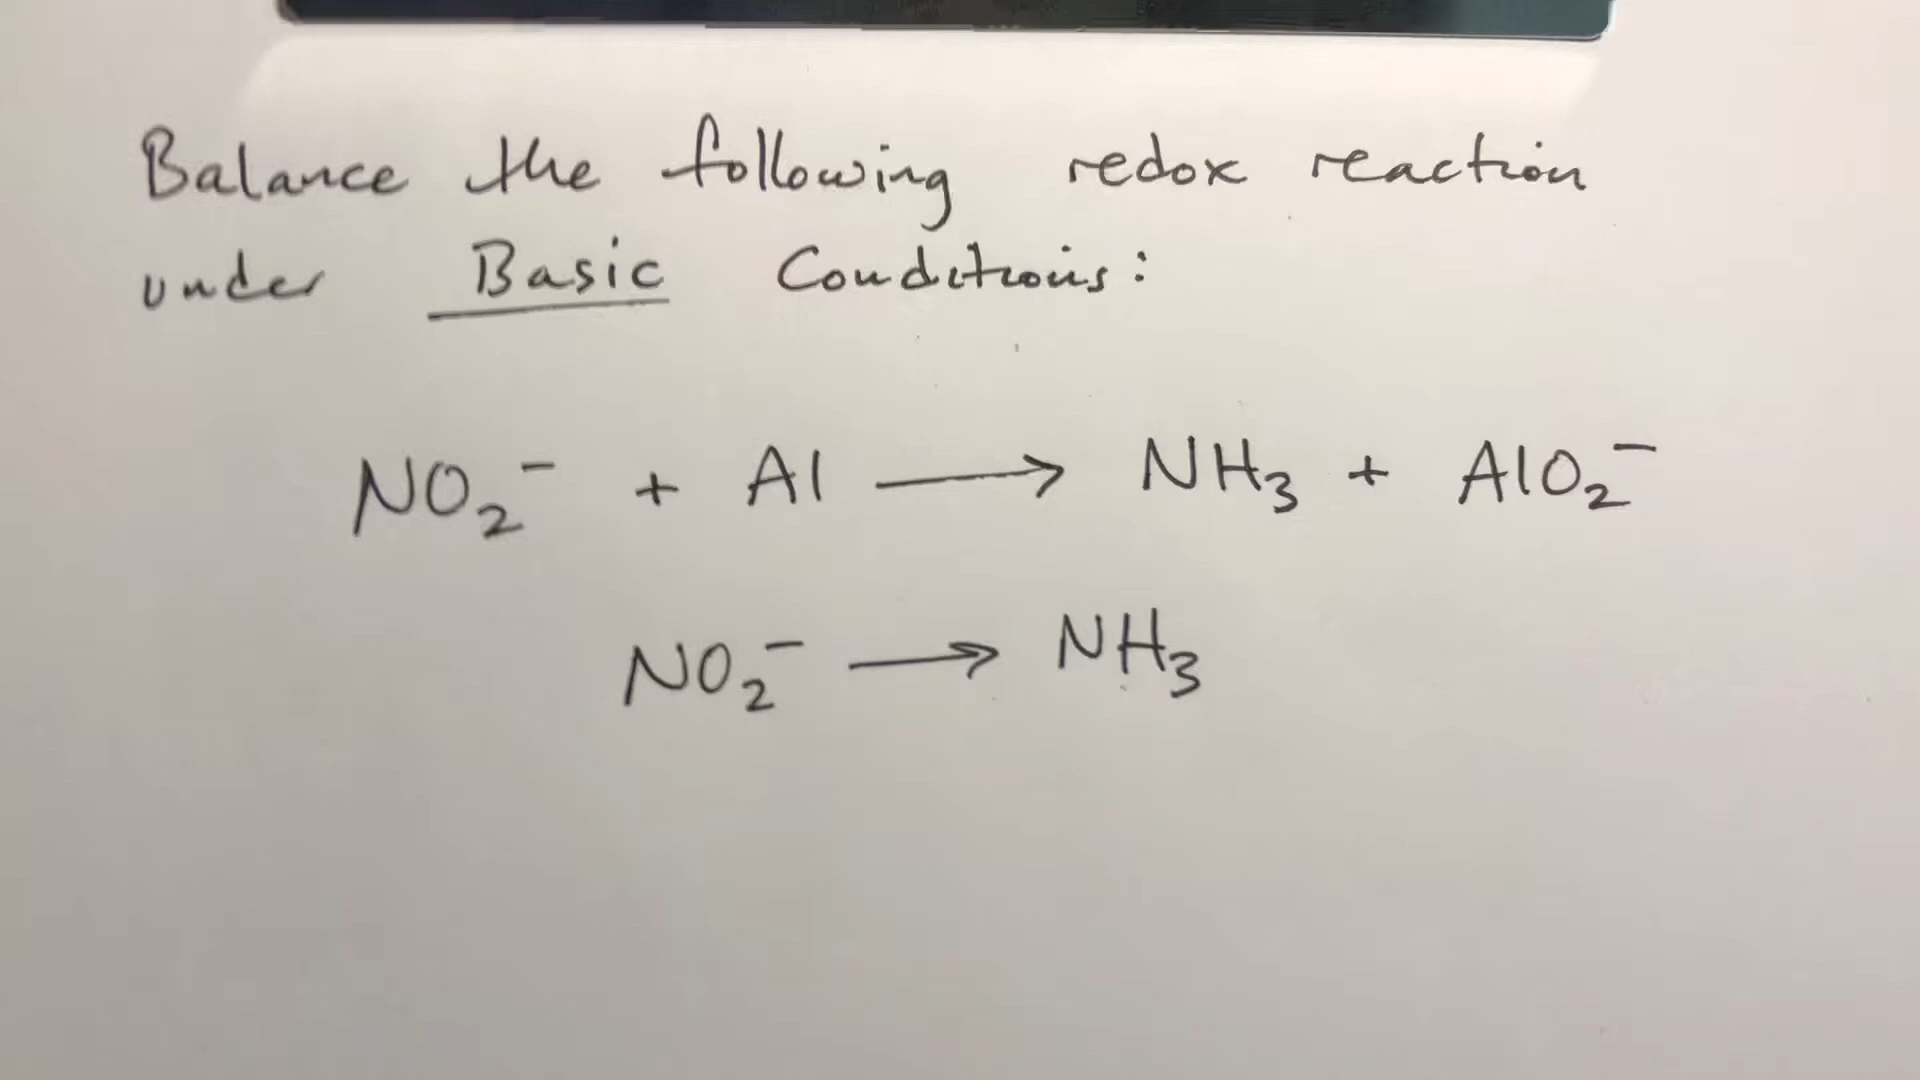 Balance the following redox reaction
under Basic Conditions:
NO₂⁻ + Al ⟶ NH₃ + AlO₂⁻
NO₂⁻ ⟶ NH₃